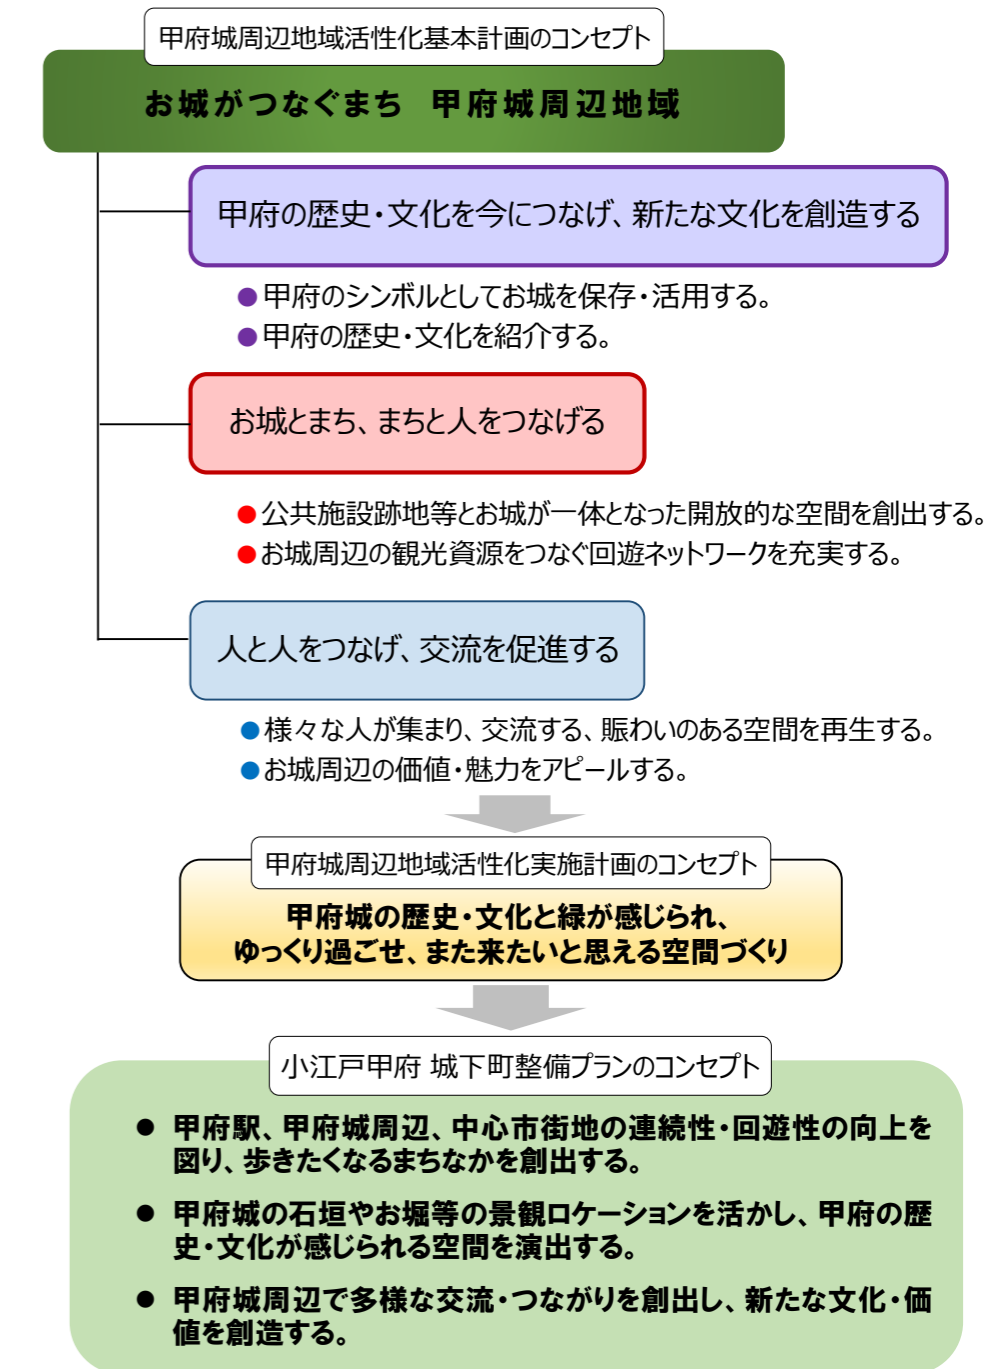 甲府城周辺地域活性化基本計画のコンセプト
お城がつなぐまち　甲府城周辺地域
甲府の歴史・文化を今につなげ、新たな文化を創造する
●甲府のシンボルとしてお城を保存・活用する。
●甲府の歴史・文化を紹介する。
お城とまち、まちと人をつなげる
●公共施設跡地等とお城が一体となった開放的な空間を創出する。
●お城周辺の観光資源をつなぐ回遊ネットワークを充実する。
人と人をつなげ、交流を促進する
●様々な人が集まり、交流する、賑わいのある空間を再生する。
●お城周辺の価値・魅力をアピールする。
甲府城周辺地域活性化実施計画のコンセプト
甲府城の歴史・文化と緑が感じられ、
ゆっくり過ごせ、また来たいと思える空間づくり
小江戸甲府 城下町整備プランのコンセプト
● 甲府駅、甲府城周辺、中心市街地の連続性・回遊性の向上を
図り、歩きたくなるまちなかを創出する。
● 甲府城の石垣やお堀等の景観ロケーションを活かし、甲府の歴
史・文化が感じられる空間を演出する。
● 甲府城周辺で多様な交流・つながりを創出し、新たな文化・価
値を創造する。